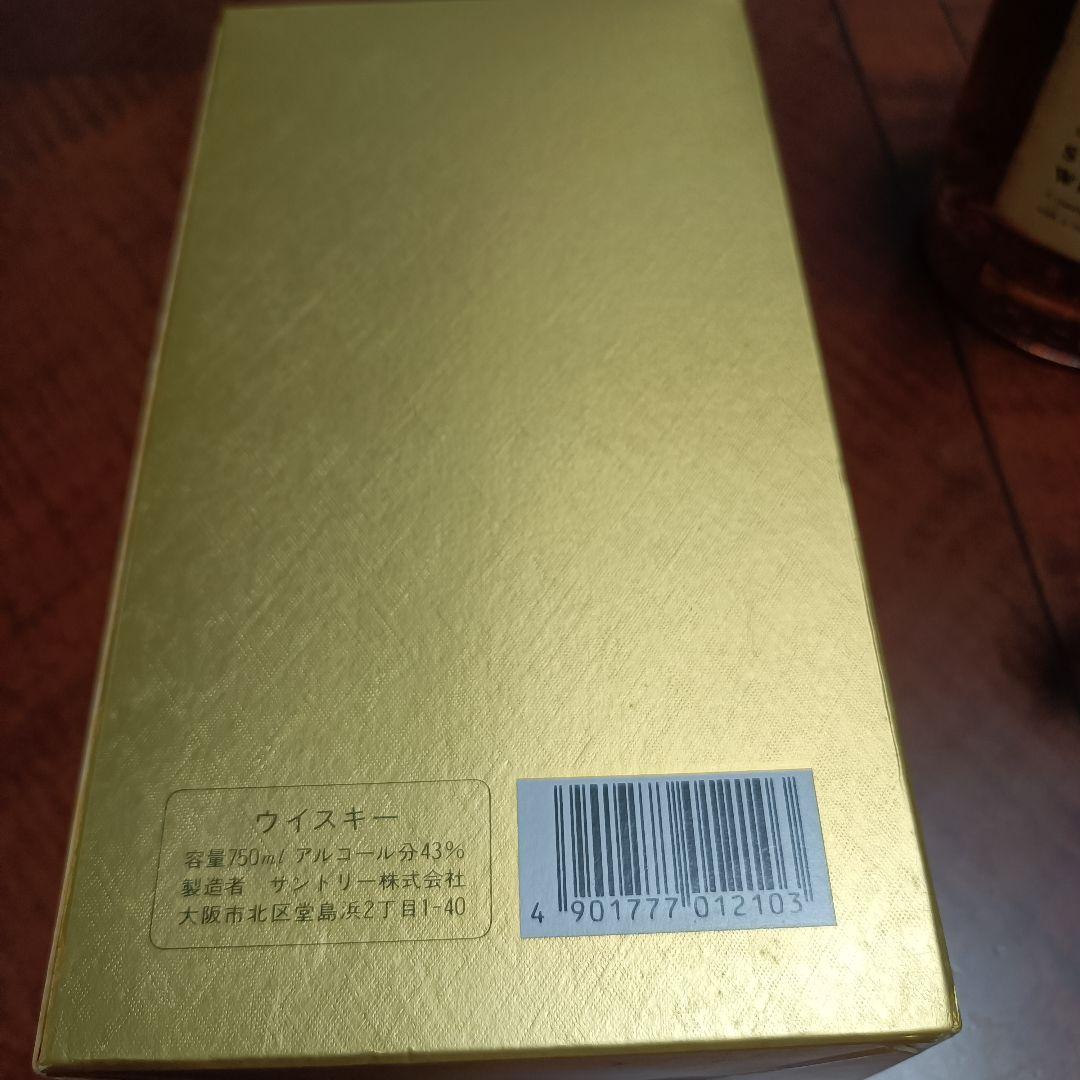 ウイスキー
容量750ml アルコール分43%
製造者 サントリー株式会社
大阪市北区堂島浜2丁目1-40
4 901777 012103